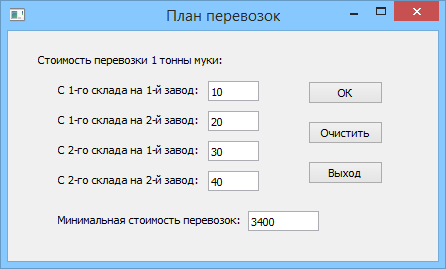 План перевозок
Стоимость перевозки 1 тонны муки:
С 1-го склада на 1-й завод: 10
OK
С 1-го склада на 2-й завод: 20
Очистить
С 2-го склада на 1-й завод: 30
С 2-го склада на 2-й завод: 40
Выход
Минимальная стоимость перевозок: 3400